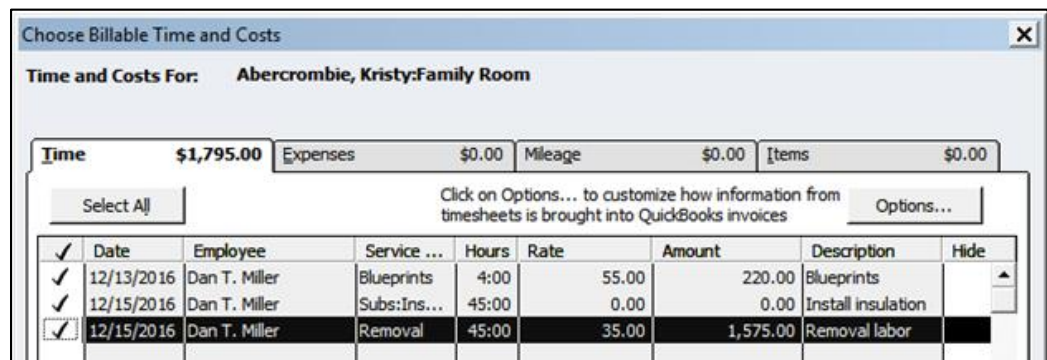 Choose Billable Time and Costs
Time and Costs For: Abercrombie, Kristy:Family Room
Time $1,795.00 Expenses $0.00 Mileage $0.00 Items $0.00
Select All Click on Options... to customize how information from
timesheets is brought into QuickBooks invoices Options...
✓ Date Employee Service ... Hours Rate Amount Description Hide
✓ 12/13/2016 Dan T. Miller Blueprints 4:00 55.00 220.00 Blueprints
✓ 12/15/2016 Dan T. Miller Subs:Ins... 45:00 0.00 0.00 Install insulation
✓ 12/15/2016 Dan T. Miller Removal 45:00 35.00 1,575.00 Removal labor